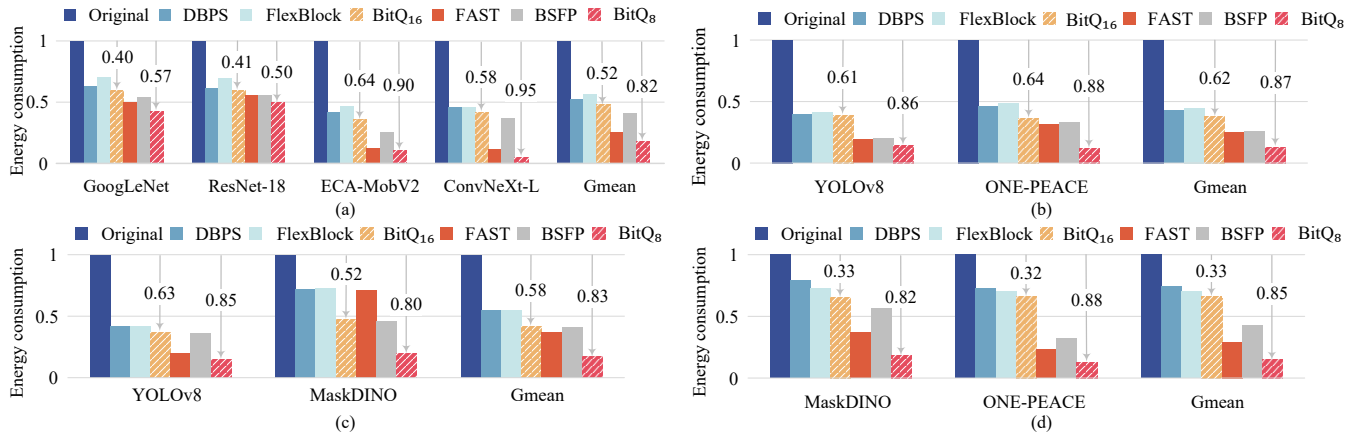 (a)
Original DBPS FlexBlock BitQ₁₆ FAST BSFP BitQ₈
Energy consumption
1
0.5
0
0.40 0.57 0.41 0.50 0.64 0.90 0.58 0.95 0.52 0.82
GoogLeNet ResNet-18 ECA-MobV2 ConvNeXt-L Gmean
(a)
(b)
Original DBPS FlexBlock BitQ₁₆ FAST BSFP BitQ₈
Energy consumption
1
0.5
0
0.61 0.86 0.64 0.88 0.62 0.87
YOLOv8 ONE-PEACE Gmean
(b)
Original DBPS FlexBlock BitQ₁₆ FAST BSFP BitQ₈
Energy consumption
1
0.5
0
0.63 0.85 0.52 0.80 0.58 0.83
YOLOv8 MaskDINO Gmean
(c)
Original DBPS FlexBlock BitQ₁₆ FAST BSFP BitQ₈
Energy consumption
1
0.5
0
0.33 0.82 0.32 0.88 0.33 0.85
MaskDINO ONE-PEACE Gmean
(d)